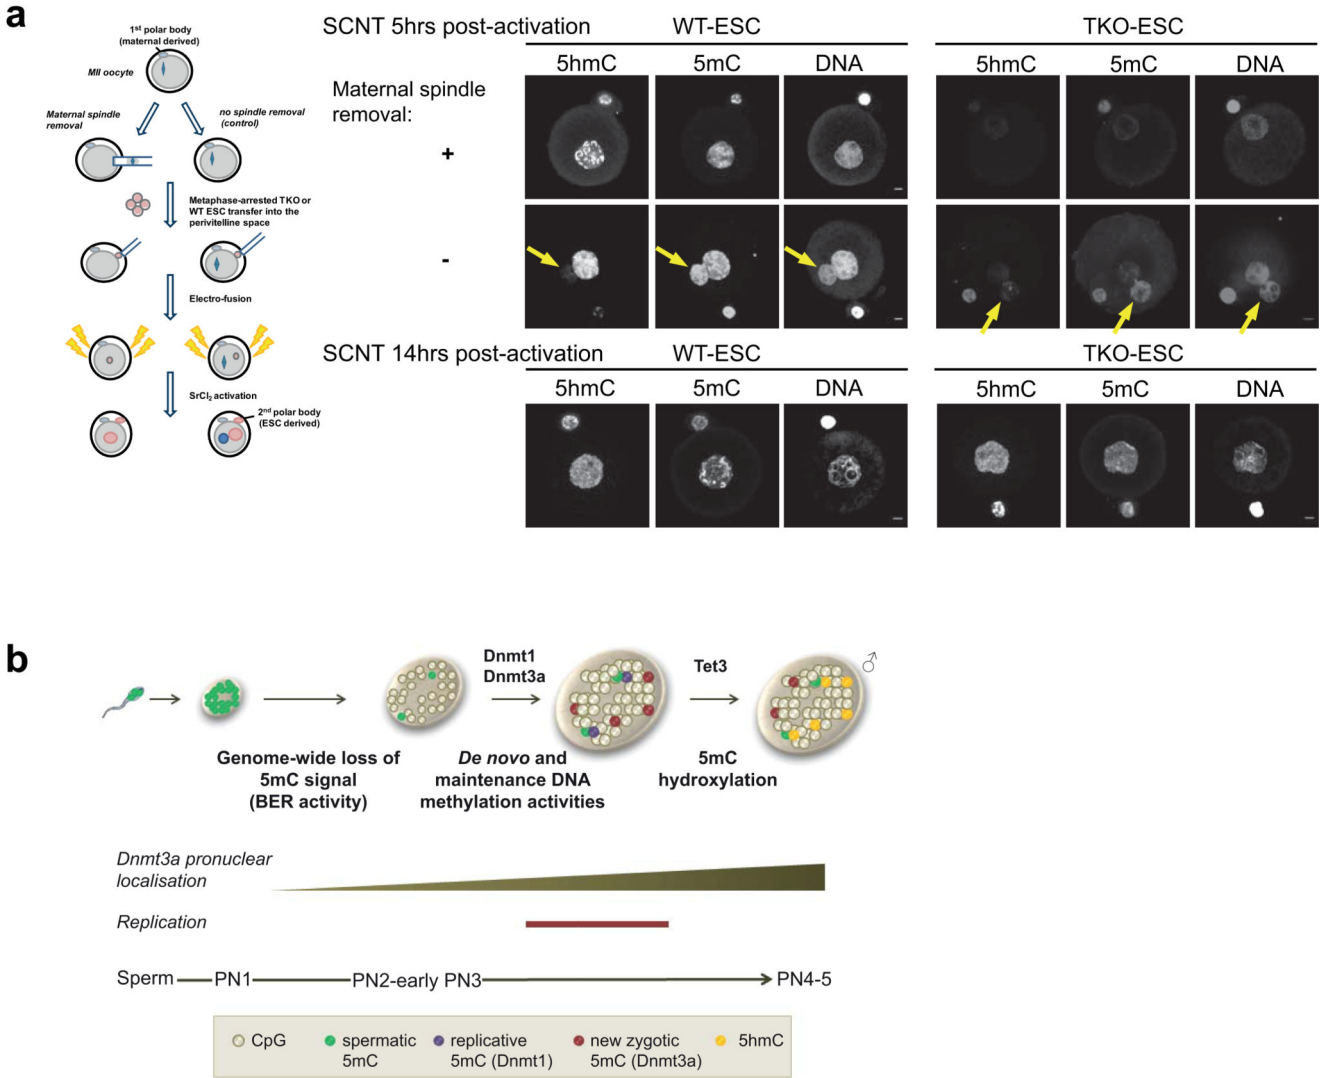 a
1st polar body
(maternal derived)
MII oocyte
Maternal spindle
removal
no spindle removal
(control)
Metaphase-arrested TKO or
WT ESC transfer into the
perivitelline space
Electro-fusion
SrCl2 activation
2nd polar body
(ESC derived)
SCNT 5hrs post-activation
WT-ESC
TKO-ESC
5hmC 5mC DNA
5hmC 5mC DNA
Maternal spindle
removal:
+
-
SCNT 14hrs post-activation
WT-ESC
TKO-ESC
5hmC 5mC DNA
5hmC 5mC DNA
b
Dnmt1
Dnmt3a
Tet3
♂
Genome-wide loss of
5mC signal
(BER activity)
De novo and
maintenance DNA
methylation activities
5mC
hydroxylation
Dnmt3a pronuclear
localisation
Replication
Sperm PN1 PN2-early PN3 PN4-5
CpG
spermatic
5mC
replicative
5mC (Dnmt1)
new zygotic
5mC (Dnmt3a)
5hmC